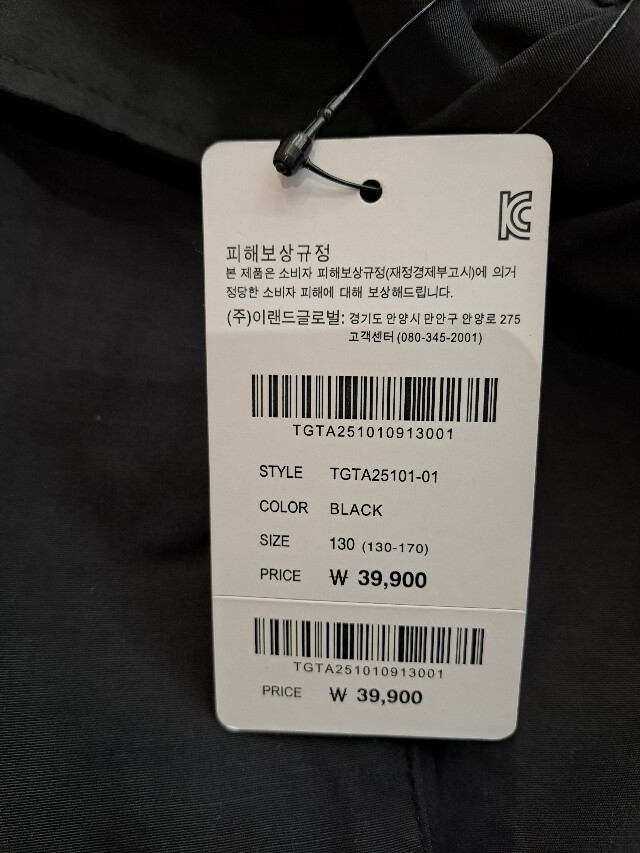 KC
피해보상규정
본 제품은 소비자 피해보상규정(재정경제부고시)에 의거
정당한 소비자 피해에 대해 보상해드립니다.
(주)이랜드글로벌: 경기도 안양시 만안구 안양로 275
고객센터 (080-345-2001)
TGTA251010913001
STYLE TGTA25101-01
COLOR BLACK
SIZE 130 (130-170)
PRICE ₩ 39,900
TGTA251010913001
PRICE ₩ 39,900